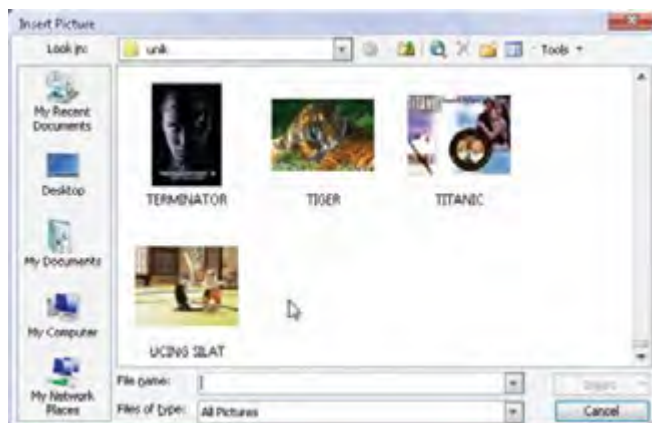 Insert Picture
Look in:
unik
Tools
My Recent
Documents
Desktop
My Documents
My Computer
My Network
Places
TERMINATOR
TIGER
TITANIC
UCING SILAT
File name:
Files of type:
All Pictures
Insert
Cancel